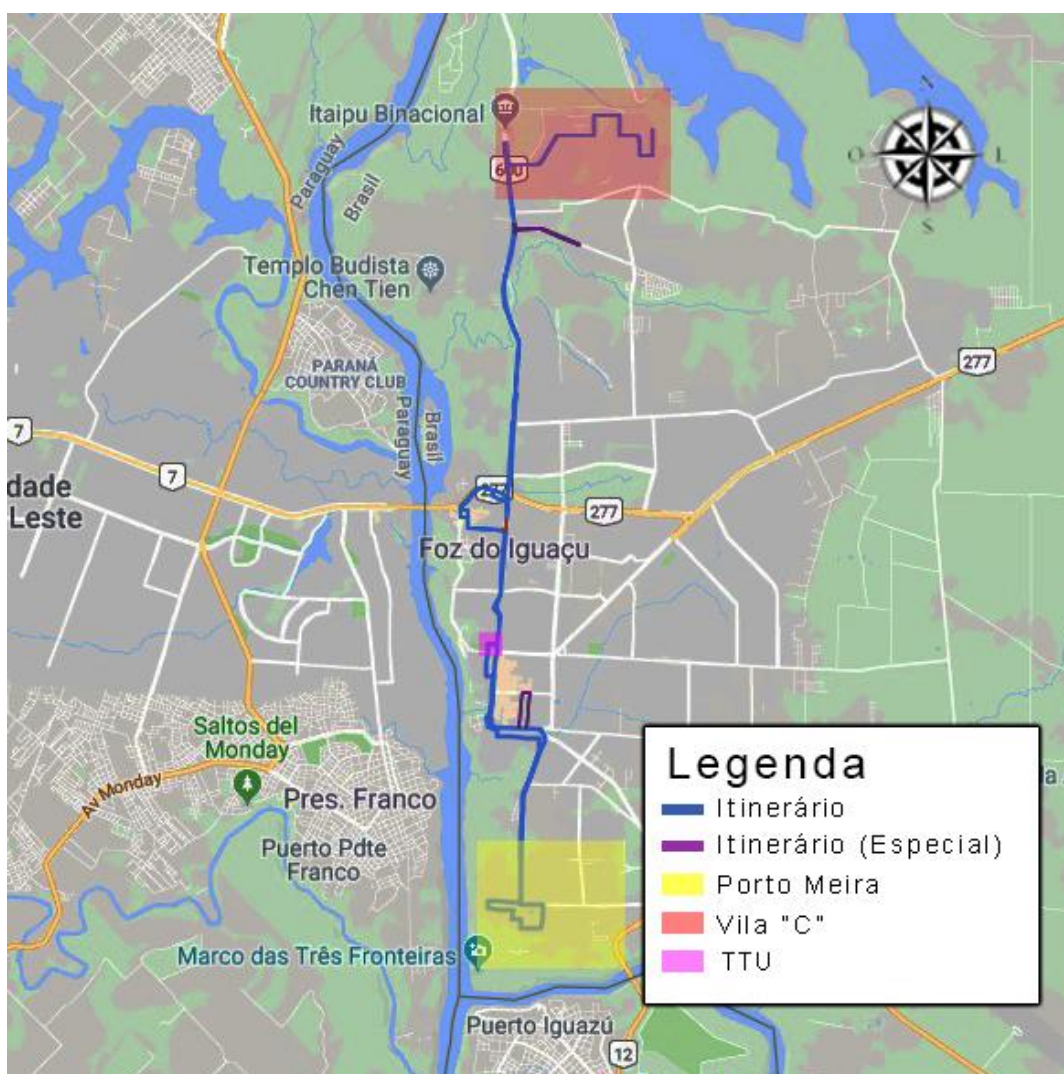 Itaipu Binacional
N
O
L
S
600
Paraguay
Brasil
Templo Budista
Chen Tien
277
PARANÁ
COUNTRY CLUB
Brasil
Paraguay
7
7
277
277
dade
Leste
Foz do Iguaçu
Saltos del
Monday
Av Monday
Pres. Franco
Puerto Pdte
Franco
Marco das Três Fronteiras
Puerto Iguazú
12
Legenda
Itinerário
Itinerário (Especial)
Porto Meira
Vila "C"
TTU
a